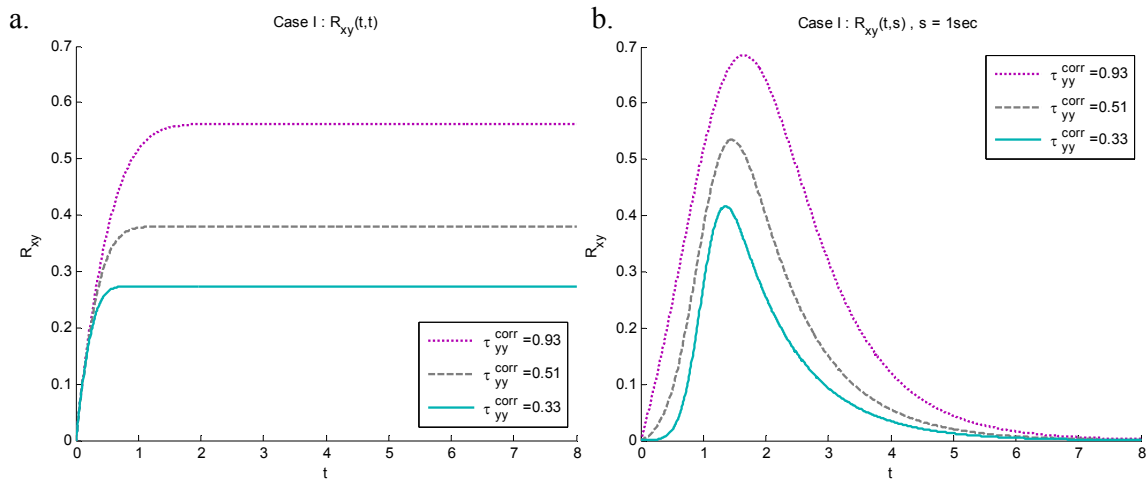 a.
Case I : R_xy(t,t)
0.7
0.6
0.5
0.4
0.3
0.2
0.1
0
R_xy
0 1 2 3 4 5 6 7 8
t
τ_yy^corr=0.93
τ_yy^corr=0.51
τ_yy^corr=0.33
b.
Case I : R_xy(t,s) , s = 1sec
0.7
0.6
0.5
0.4
0.3
0.2
0.1
0
R_xy
0 1 2 3 4 5 6 7 8
t
τ_yy^corr=0.93
τ_yy^corr=0.51
τ_yy^corr=0.33